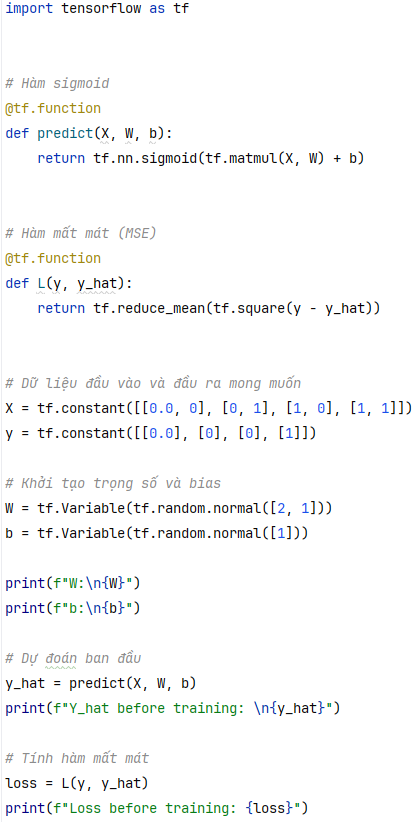 import tensorflow as tf
# Hàm sigmoid
@tf.function
def predict(X, W, b):
    return tf.nn.sigmoid(tf.matmul(X, W) + b)
# Hàm mất mát (MSE)
@tf.function
def L(y, y_hat):
    return tf.reduce_mean(tf.square(y - y_hat))
# Dữ liệu đầu vào và đầu ra mong muốn
X = tf.constant([[0.0, 0], [0, 1], [1, 0], [1, 1]])
y = tf.constant([[0.0], [0], [0], [1]])
# Khởi tạo trọng số và bias
W = tf.Variable(tf.random.normal([2, 1]))
b = tf.Variable(tf.random.normal([1]))
print(f"W:\n{W}")
print(f"b:\n{b}")
# Dự đoán ban đầu
y_hat = predict(X, W, b)
print(f"Y_hat before training: \n{y_hat}")
# Tính hàm mất mát
loss = L(y, y_hat)
print(f"Loss before training: {loss}")